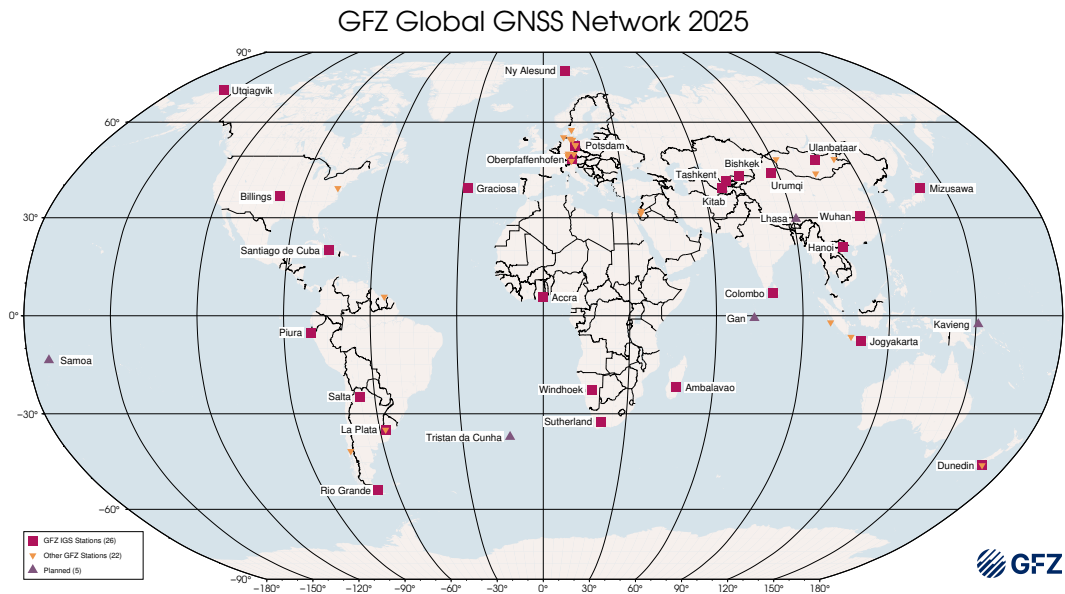 GFZ Global GNSS Network 2025
90°
Ny Alesund
Utqiagvik
60°
Potsdam
Ulanbataar
Oberpfaffenhofen
Bishkek
Tashkent
Urumqi
Graciosa
Mizusawa
Billings
Kitab
30°
Lhasa
Wuhan
Santiago de Cuba
Hanoi
Colombo
Accra
0°
Gan
Kavieng
Piura
Jogyakarta
Samoa
Windhoek
Ambalavao
Salta
−30°
Sutherland
La Plata
Tristan da Cunha
Dunedin
Rio Grande
−60°
GFZ IGS Stations (26)
Other GFZ Stations (22)
Planned (5)
GFZ
−90°
−180° −150° −120° −90° −60° −30° 0° 30° 60° 90° 120° 150° 180°